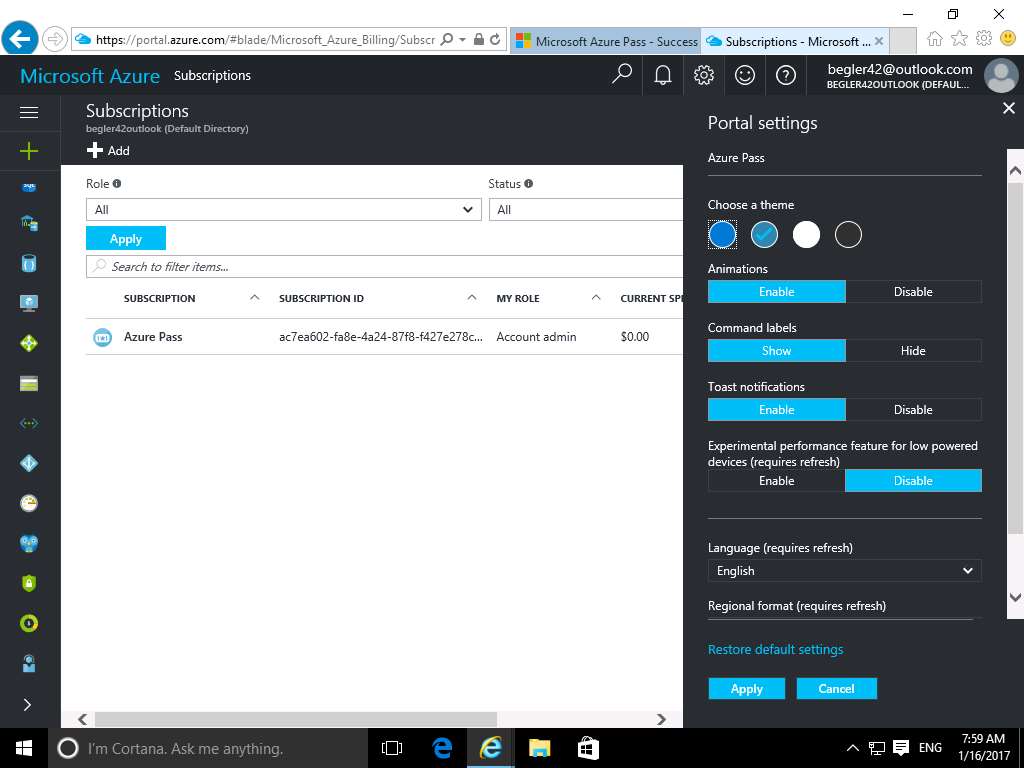 https://portal.azure.com/#blade/Microsoft_Azure_Billing/Subscr
Microsoft Azure Pass - Success
Subscriptions - Microsoft ...
Microsoft Azure
Subscriptions
begler42@outlook.com
BEGLER42OUTLOOK (DEFAUL...
Subscriptions
begler42outlook (Default Directory)
Add
Role
Status
All
All
Apply
Search to filter items...
SUBSCRIPTION
SUBSCRIPTION ID
MY ROLE
CURRENT SPE
Azure Pass
ac7ea602-fa8e-4a24-87f8-f427e278c...
Account admin
$0.00
Portal settings
Azure Pass
Choose a theme
Animations
Enable
Disable
Command labels
Show
Hide
Toast notifications
Enable
Disable
Experimental performance feature for low powered
devices (requires refresh)
Enable
Disable
Language (requires refresh)
English
Regional format (requires refresh)
Restore default settings
Apply
Cancel
I'm Cortana. Ask me anything.
ENG
7:59 AM
1/16/2017